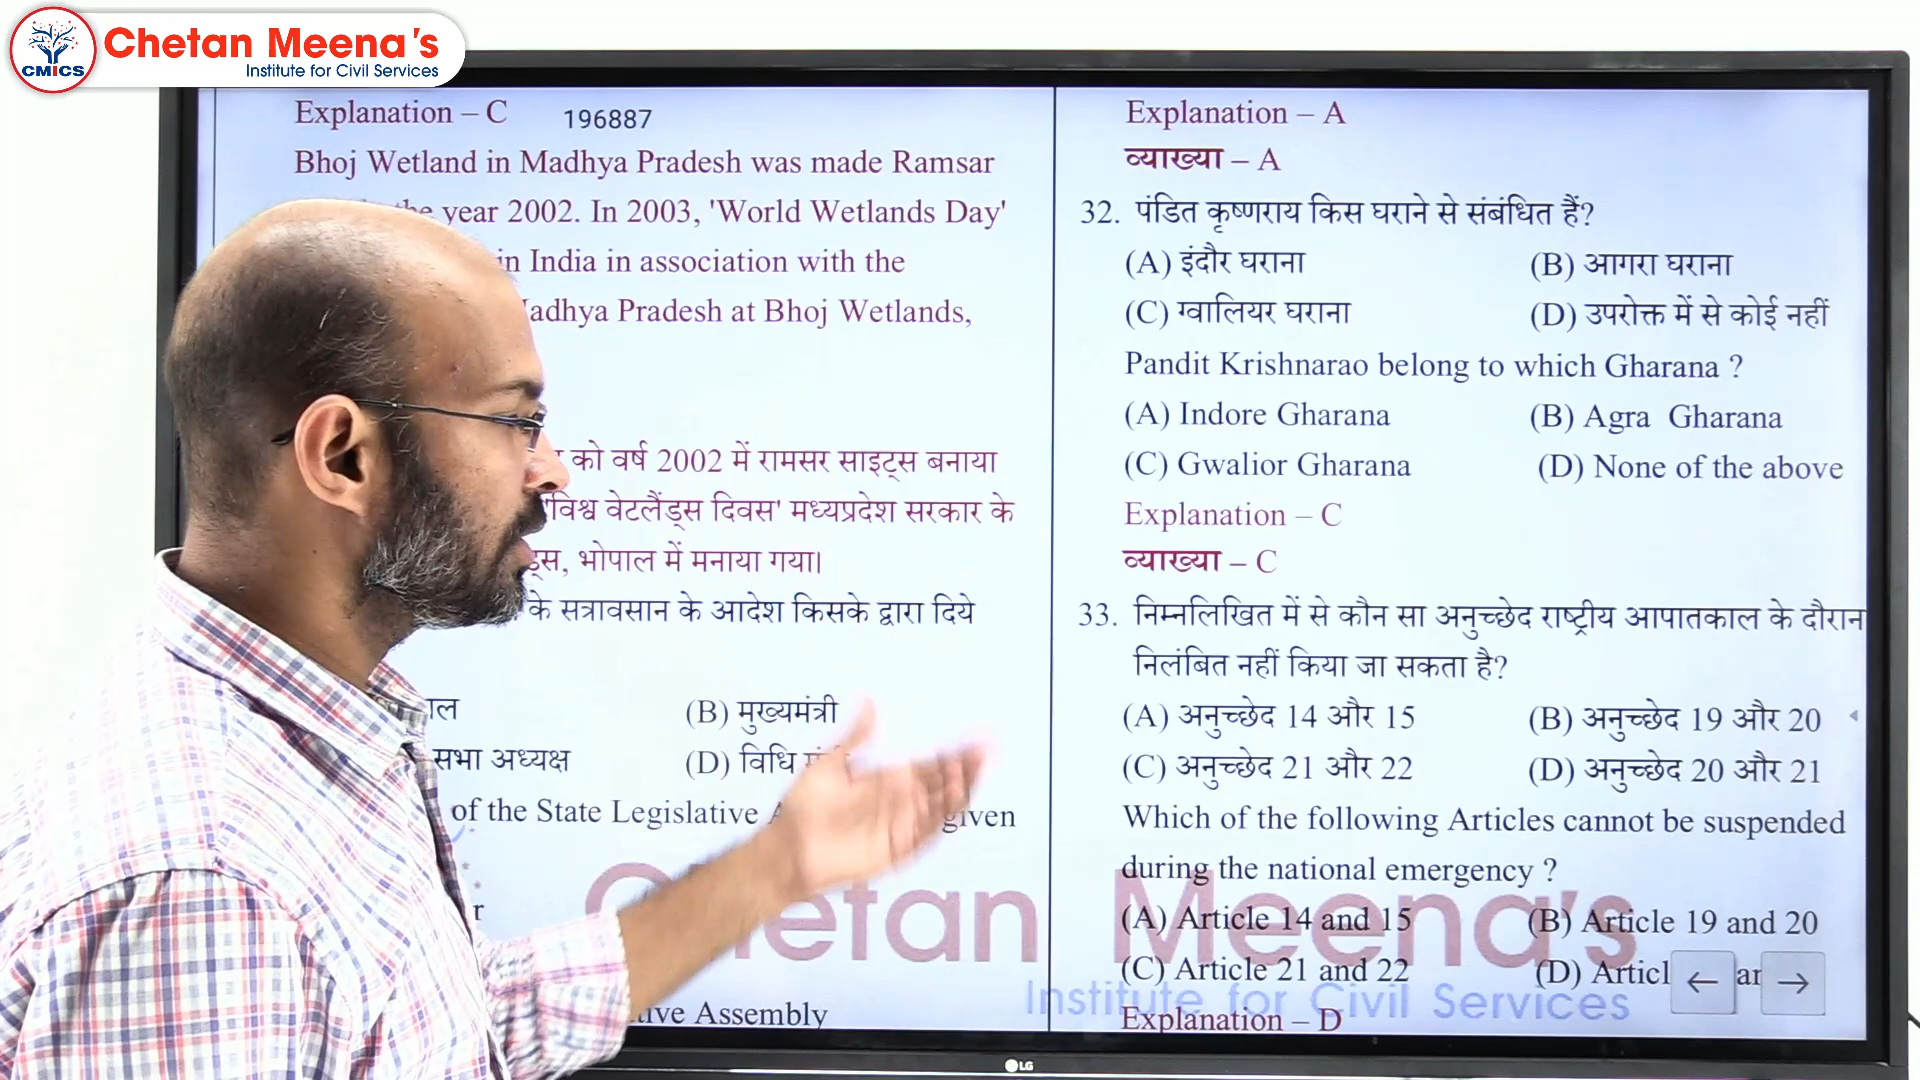 Chetan Meena's
Institute for Civil Services
CMICS
Explanation – C
196887
Bhoj Wetland in Madhya Pradesh was made Ramsar
the year 2002. In 2003, 'World Wetlands Day'
in India in association with the
Madhya Pradesh at Bhoj Wetlands,
को वर्ष 2002 में रामसर साइट्स बनाया
'विश्व वेटलैंड्स दिवस' मध्यप्रदेश सरकार के
भोपाल में मनाया गया।
के सत्रावसान के आदेश किसके द्वारा दिये
(B) मुख्यमंत्री
सभा अध्यक्ष (D) विधि
of the State Legislative given
Assembly
Explanation – A
व्याख्या – A
32. पंडित कृष्णराय किस घराने से संबंधित हैं?
(A) इंदौर घराना (B) आगरा घराना
(C) ग्वालियर घराना (D) उपरोक्त में से कोई नहीं
Pandit Krishnarao belong to which Gharana ?
(A) Indore Gharana (B) Agra Gharana
(C) Gwalior Gharana (D) None of the above
Explanation – C
व्याख्या – C
33. निम्नलिखित में से कौन सा अनुच्छेद राष्ट्रीय आपातकाल के दौरान
निलंबित नहीं किया जा सकता है?
(A) अनुच्छेद 14 और 15 (B) अनुच्छेद 19 और 20
(C) अनुच्छेद 21 और 22 (D) अनुच्छेद 20 और 21
Which of the following Articles cannot be suspended
during the national emergency ?
(A) Article 14 and 15 (B) Article 19 and 20
(C) Article 21 and 22 (D)
Explanation – D
Chetan Meena's
Institute for Civil Services
LG